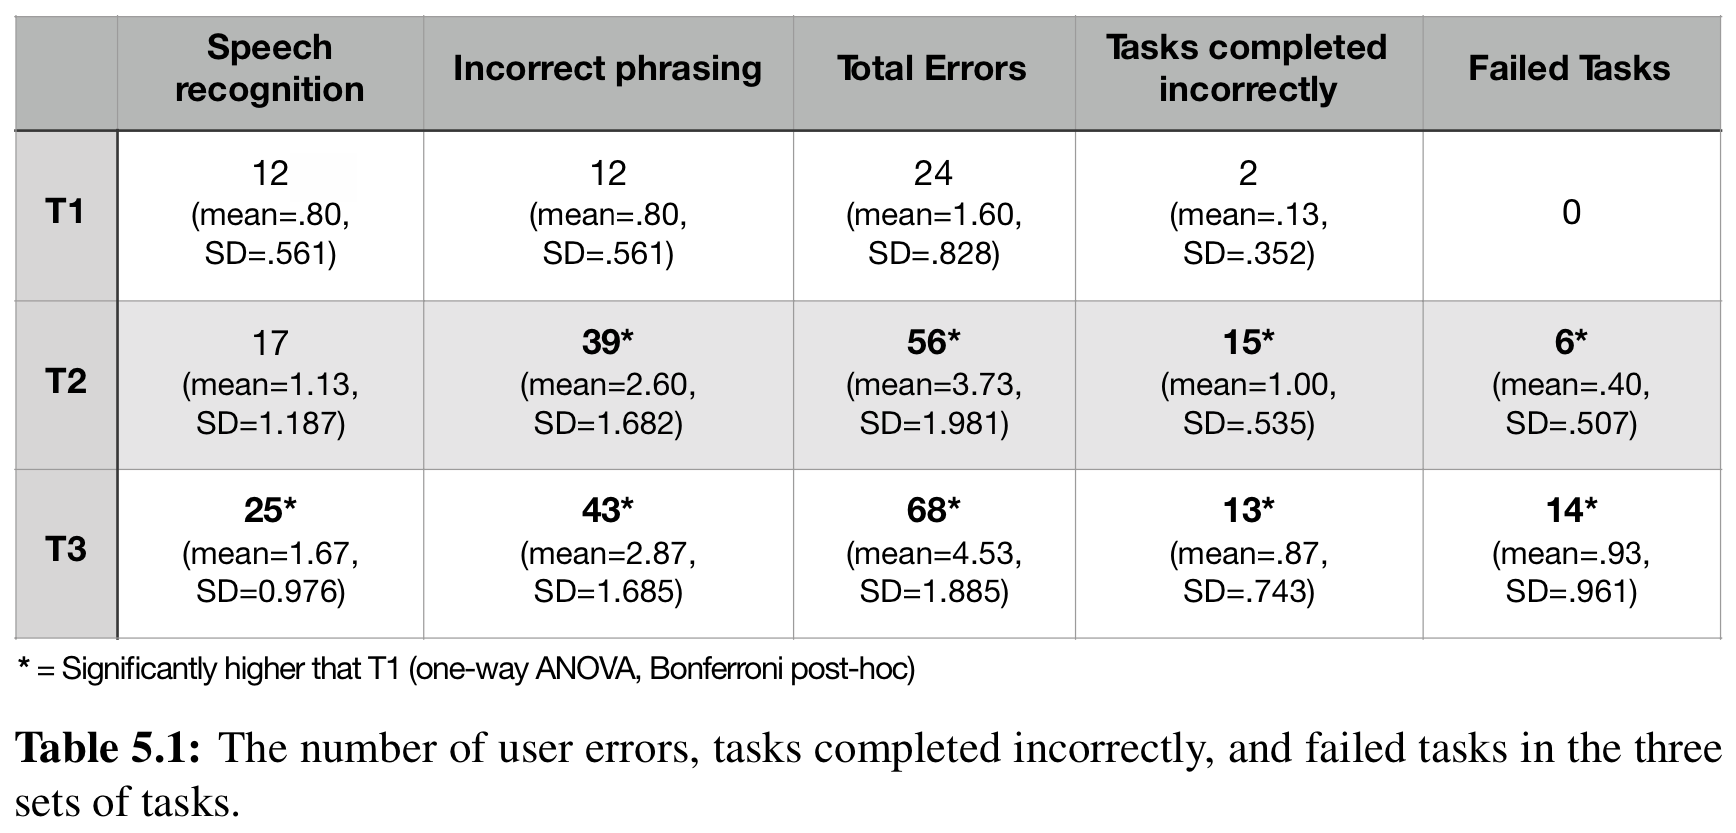 Speech recognition Incorrect phrasing Total Errors Tasks completed incorrectly Failed Tasks
T1 12 (mean=.80, SD=.561) 12 (mean=.80, SD=.561) 24 (mean=1.60, SD=.828) 2 (mean=.13, SD=.352) 0
T2 17 (mean=1.13, SD=1.187) 39* (mean=2.60, SD=1.682) 56* (mean=3.73, SD=1.981) 15* (mean=1.00, SD=.535) 6* (mean=.40, SD=.507)
T3 25* (mean=1.67, SD=0.976) 43* (mean=2.87, SD=1.685) 68* (mean=4.53, SD=1.885) 13* (mean=.87, SD=.743) 14* (mean=.93, SD=.961)
* = Significantly higher that T1 (one-way ANOVA, Bonferroni post-hoc)
Table 5.1: The number of user errors, tasks completed incorrectly, and failed tasks in the three
sets of tasks.